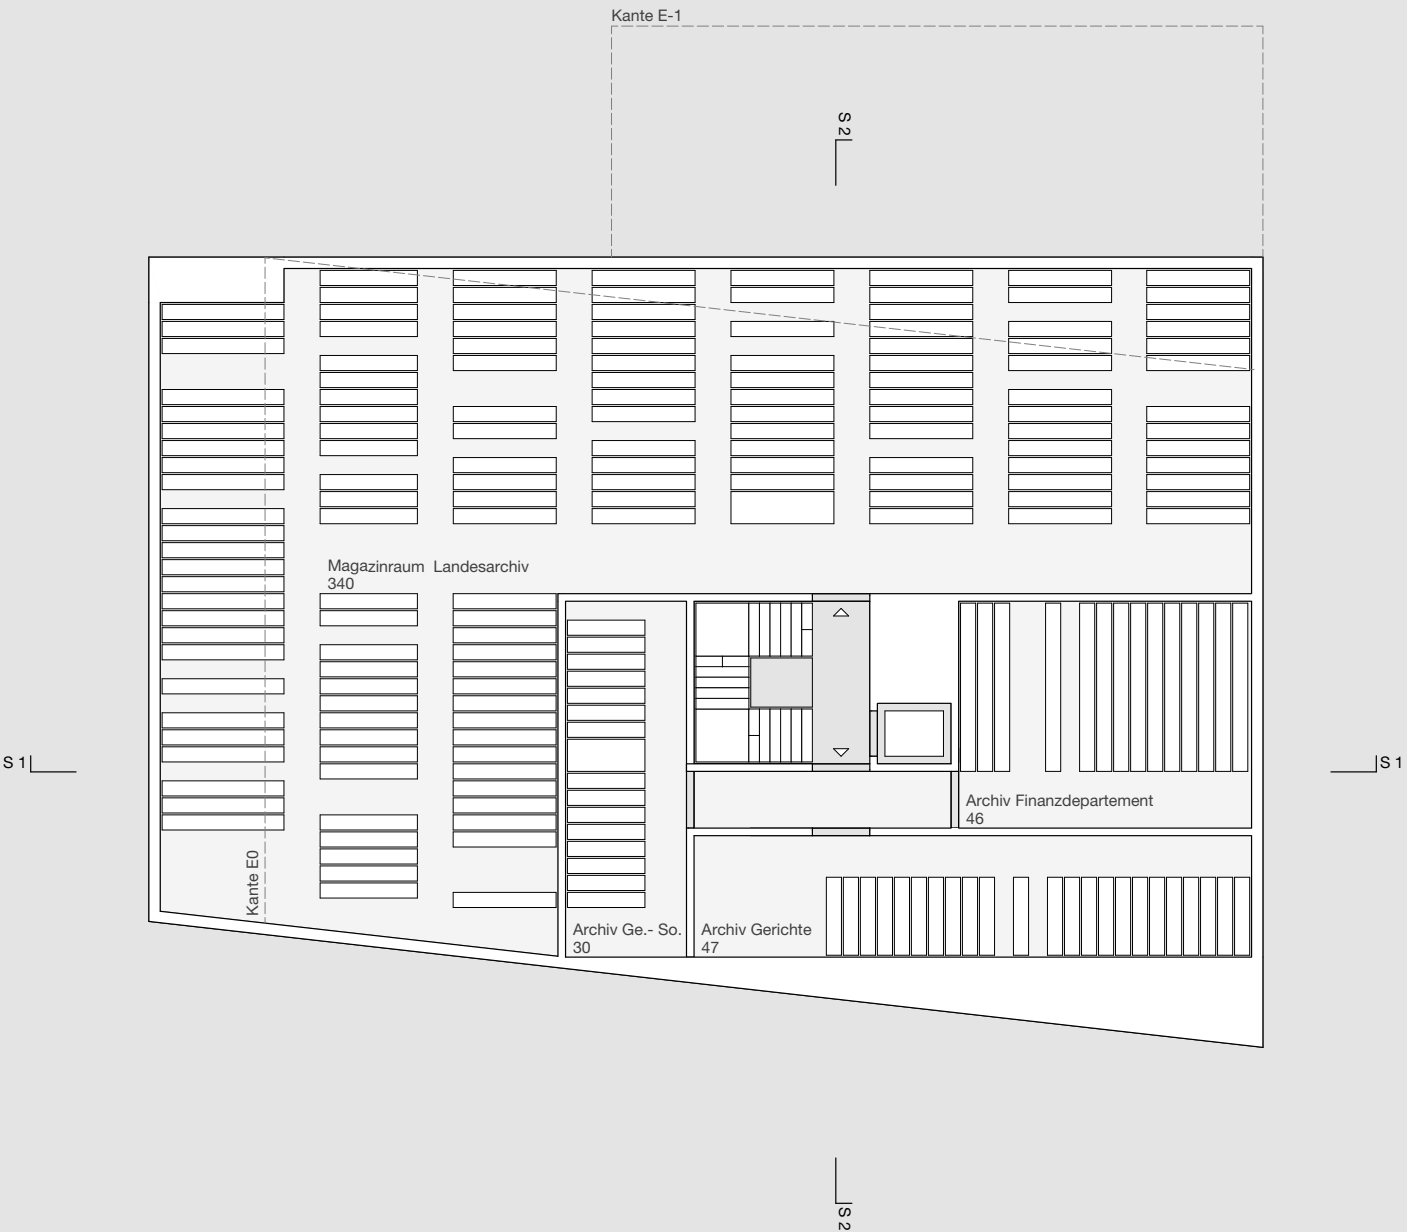 Kante E-1
S 2
Magazinraum Landesarchiv
340
S 1
S 1
Archiv Finanzdepartement
46
Kante E0
Archiv Ge.- So.
30
Archiv Gerichte
47
S 2